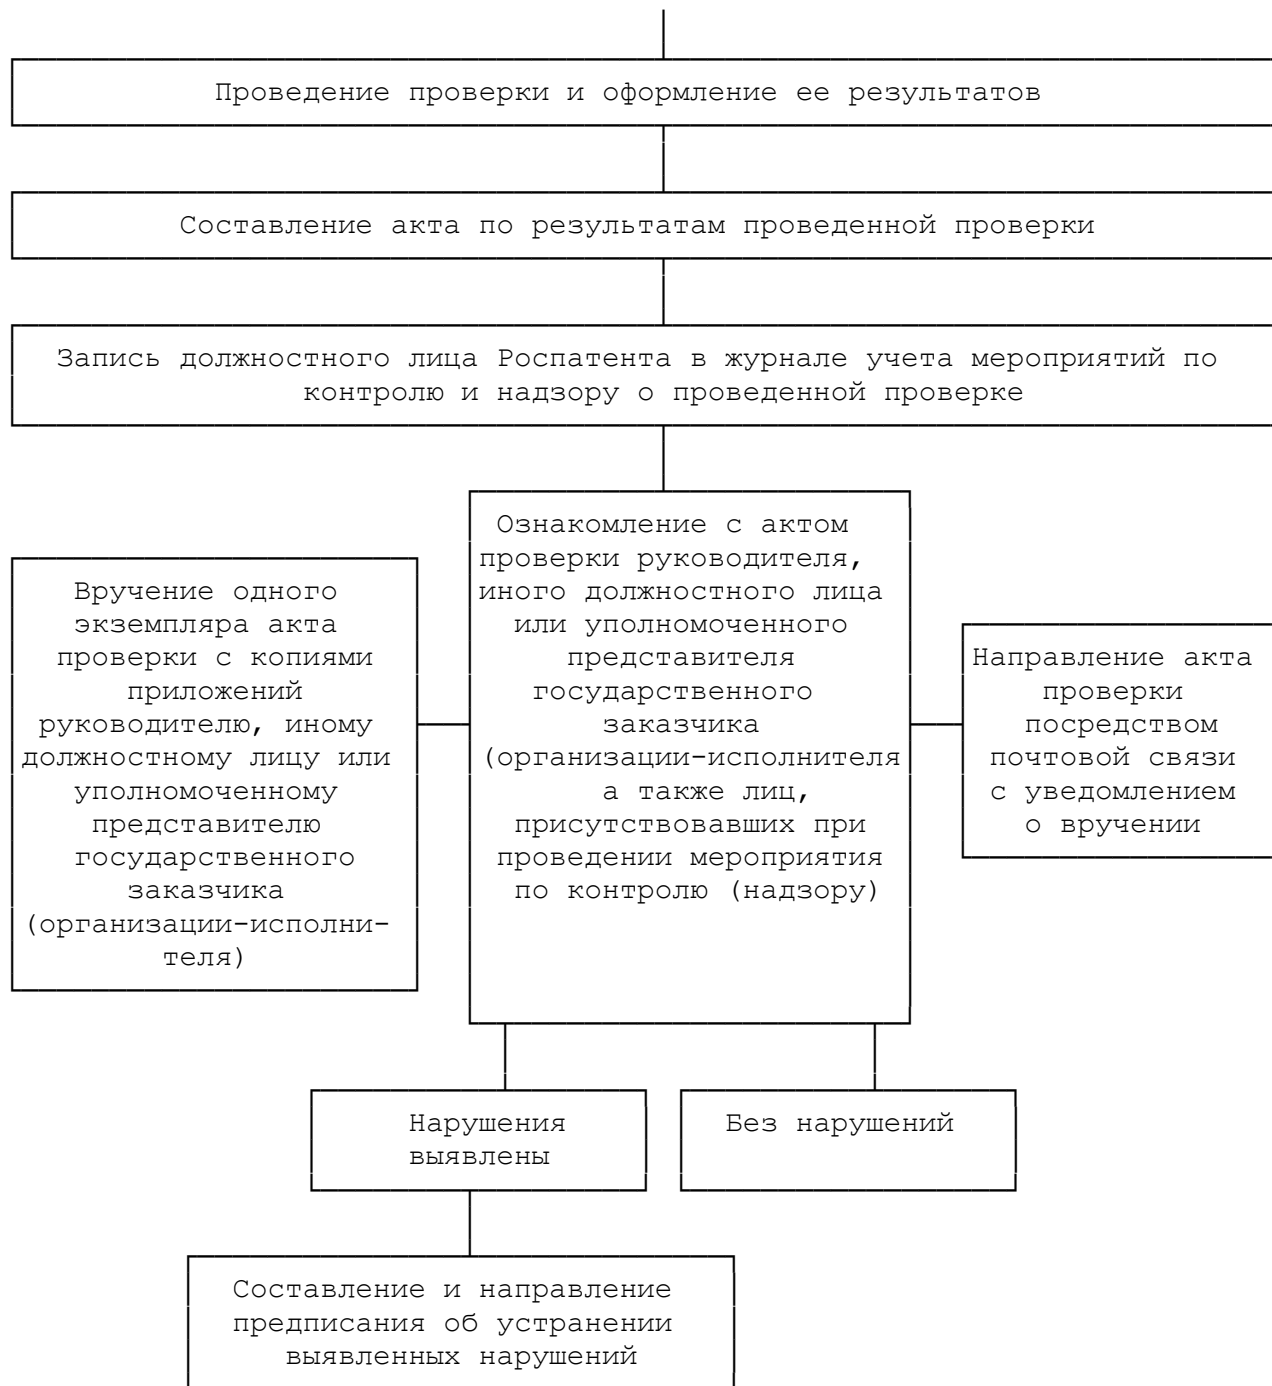 Проведение проверки и оформление ее результатов
Составление акта по результатам проведенной проверки
Запись должностного лица Роспатента в журнале учета мероприятий по
контролю и надзору о проведенной проверке
Вручение одного
экземпляра акта
проверки с копиями
приложений
руководителю, иному
должностному лицу или
уполномоченному
представителю
государственного
заказчика
(организации-исполни-
теля)
Ознакомление с актом
проверки руководителя,
иного должностного лица
или уполномоченного
представителя
государственного
заказчика
(организации-исполнителя
а также лиц,
присутствовавших при
проведении мероприятия
по контролю (надзору)
Направление акта
проверки
посредством
почтовой связи
с уведомлением
о вручении
Нарушения
выявлены
Без нарушений
Составление и направление
предписания об устранении
выявленных нарушений